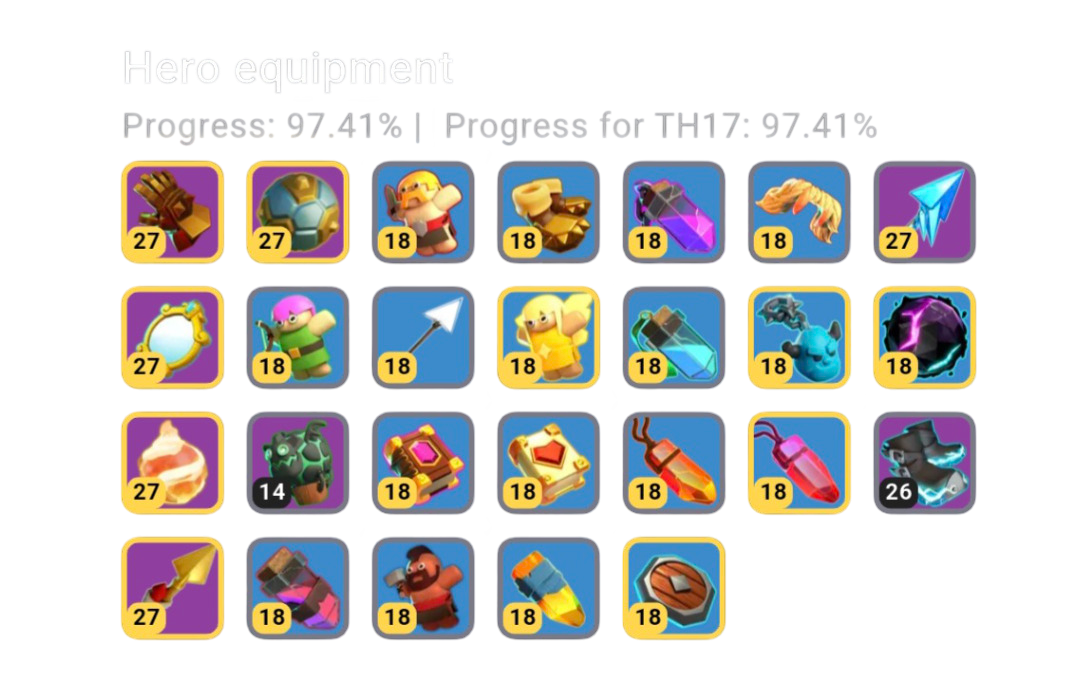 Hero equipment
Progress: 97.41% | Progress for TH17: 97.41%
27 27 18 18 18 18 27
27 18 18 18 18 18 18
27 14 18 18 18 18 26
27 18 18 18 18